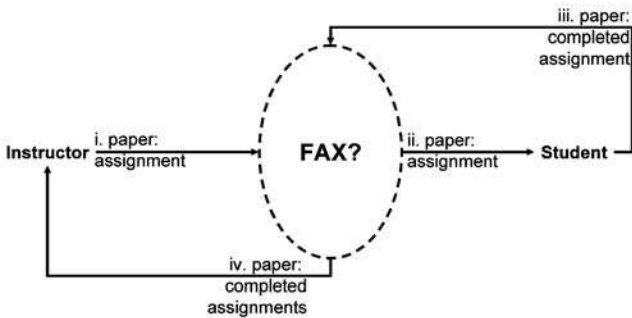 iii. paper:
completed
assignment
i. paper:
Instructor
assignment
FAX?
ii. paper:
assignment
Student
iv. paper:
completed
assignments